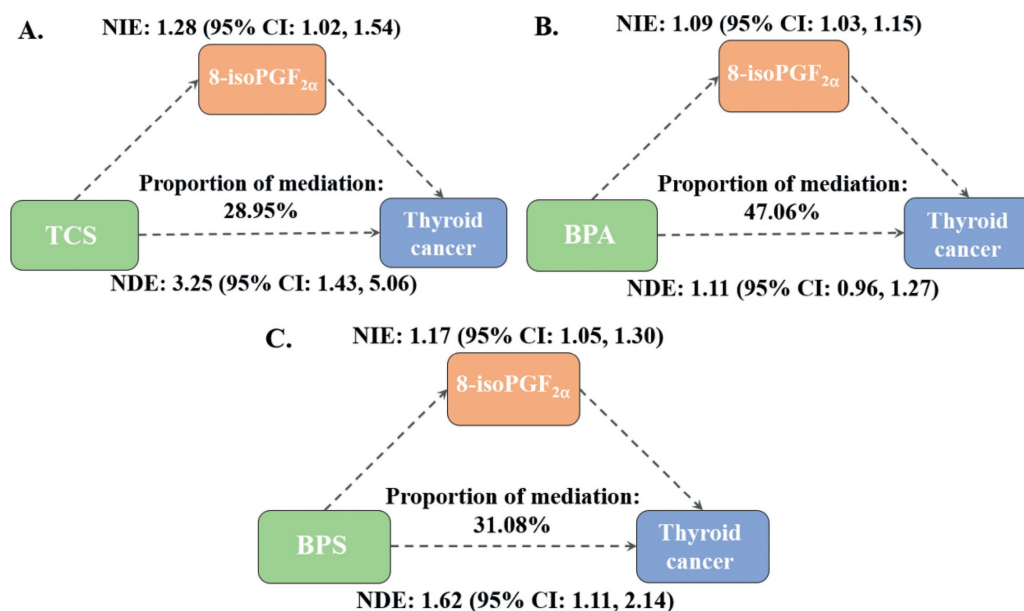 A.
NIE: 1.28 (95% CI: 1.02, 1.54)
8-isoPGF2α
Proportion of mediation:
28.95%
TCS
Thyroid
cancer
NDE: 3.25 (95% CI: 1.43, 5.06)
B.
NIE: 1.09 (95% CI: 1.03, 1.15)
8-isoPGF2α
Proportion of mediation:
47.06%
BPA
Thyroid
cancer
NDE: 1.11 (95% CI: 0.96, 1.27)
C.
NIE: 1.17 (95% CI: 1.05, 1.30)
8-isoPGF2α
Proportion of mediation:
31.08%
BPS
Thyroid
cancer
NDE: 1.62 (95% CI: 1.11, 2.14)